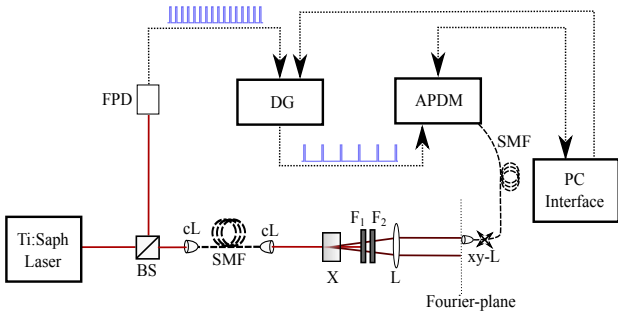 FPD
DG
APDM
SMF
PC
Interface
Ti:Saph
Laser
BS
cL
SMF
cL
X
F₁ F₂
L
xy-L
Fourier-plane